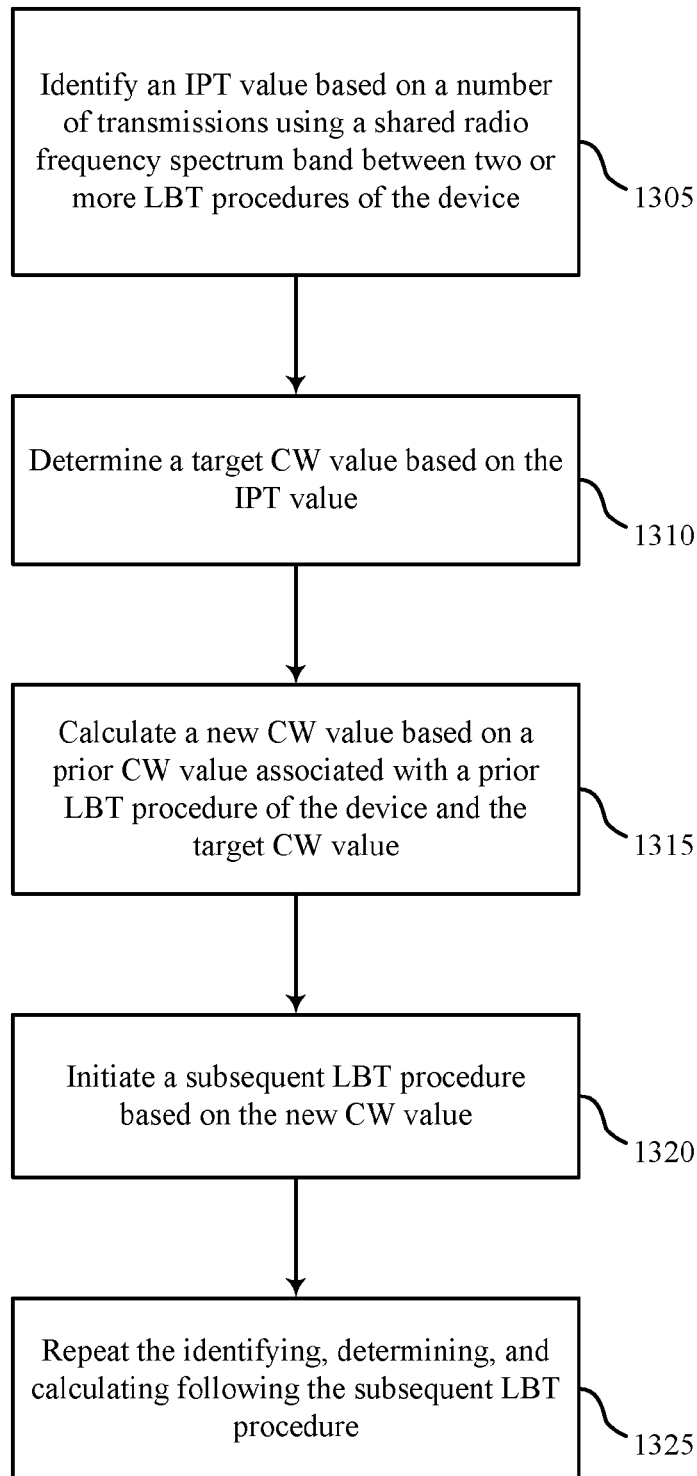 Identify an IPT value based on a number
of transmissions using a shared radio
frequency spectrum band between two or
more LBT procedures of the device
1305
Determine a target CW value based on the
IPT value
1310
Calculate a new CW value based on a
prior CW value associated with a prior
LBT procedure of the device and the
target CW value
1315
Initiate a subsequent LBT procedure
based on the new CW value
1320
Repeat the identifying, determining, and
calculating following the subsequent LBT
procedure
1325